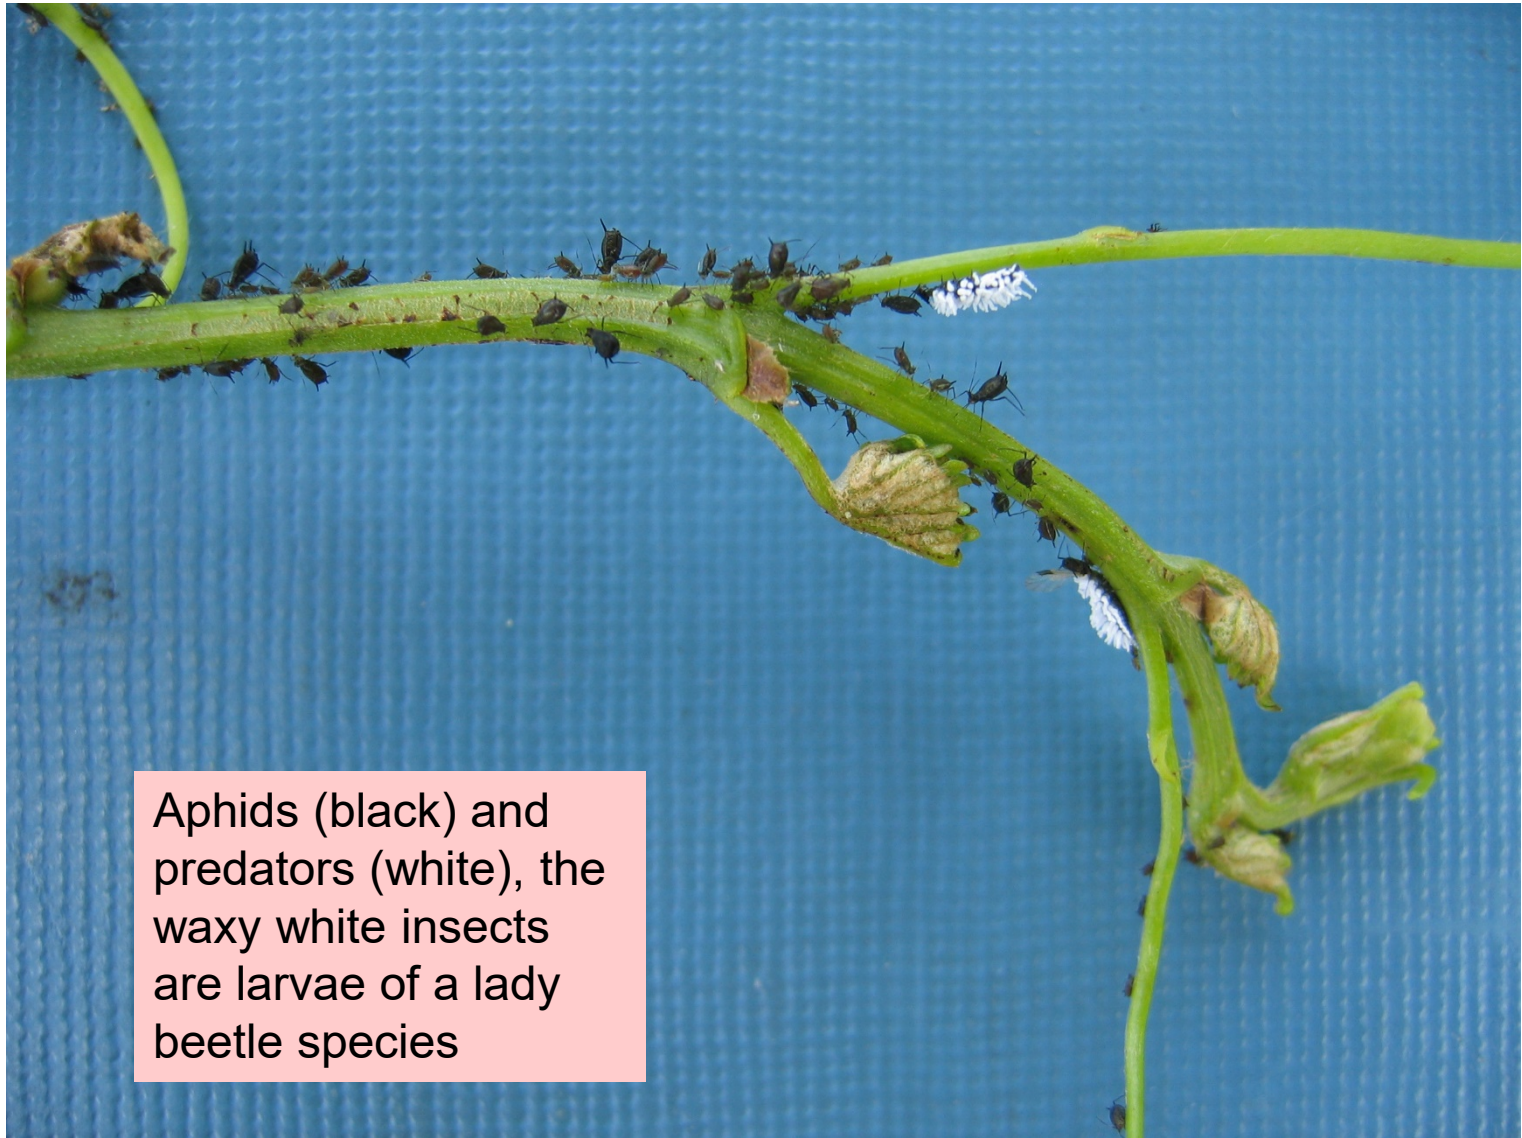 Aphids (black) and
predators (white), the
waxy white insects
are larvae of a lady
beetle species